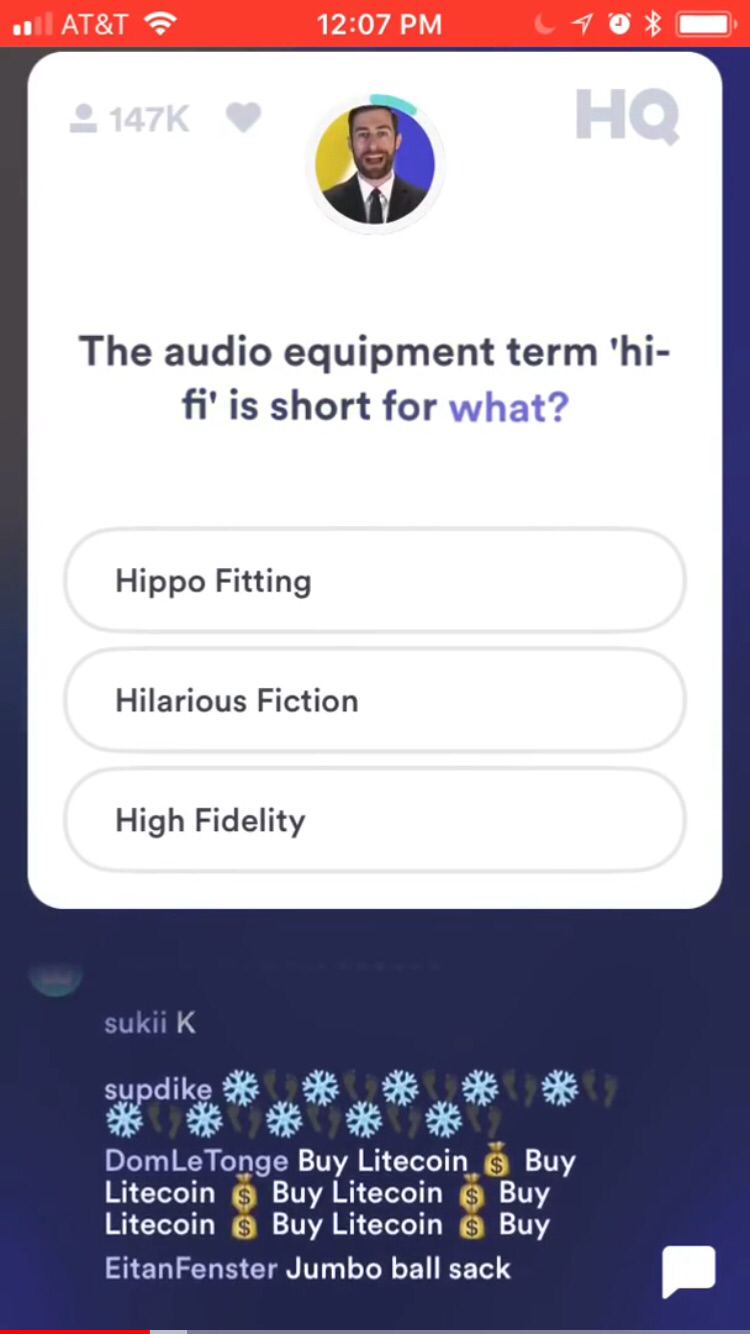 AT&T 12:07 PM
147K HQ
The audio equipment term 'hi-
fi' is short for what?
Hippo Fitting
Hilarious Fiction
High Fidelity
sukii K
supdike ❄️👣❄️👣❄️👣❄️👣❄️👣
❄️👣❄️👣❄️👣❄️👣❄️👣
DomLeTonge Buy Litecoin 💰 Buy
Litecoin 💰 Buy Litecoin 💰 Buy
Litecoin 💰 Buy Litecoin 💰 Buy
EitanFenster Jumbo ball sack